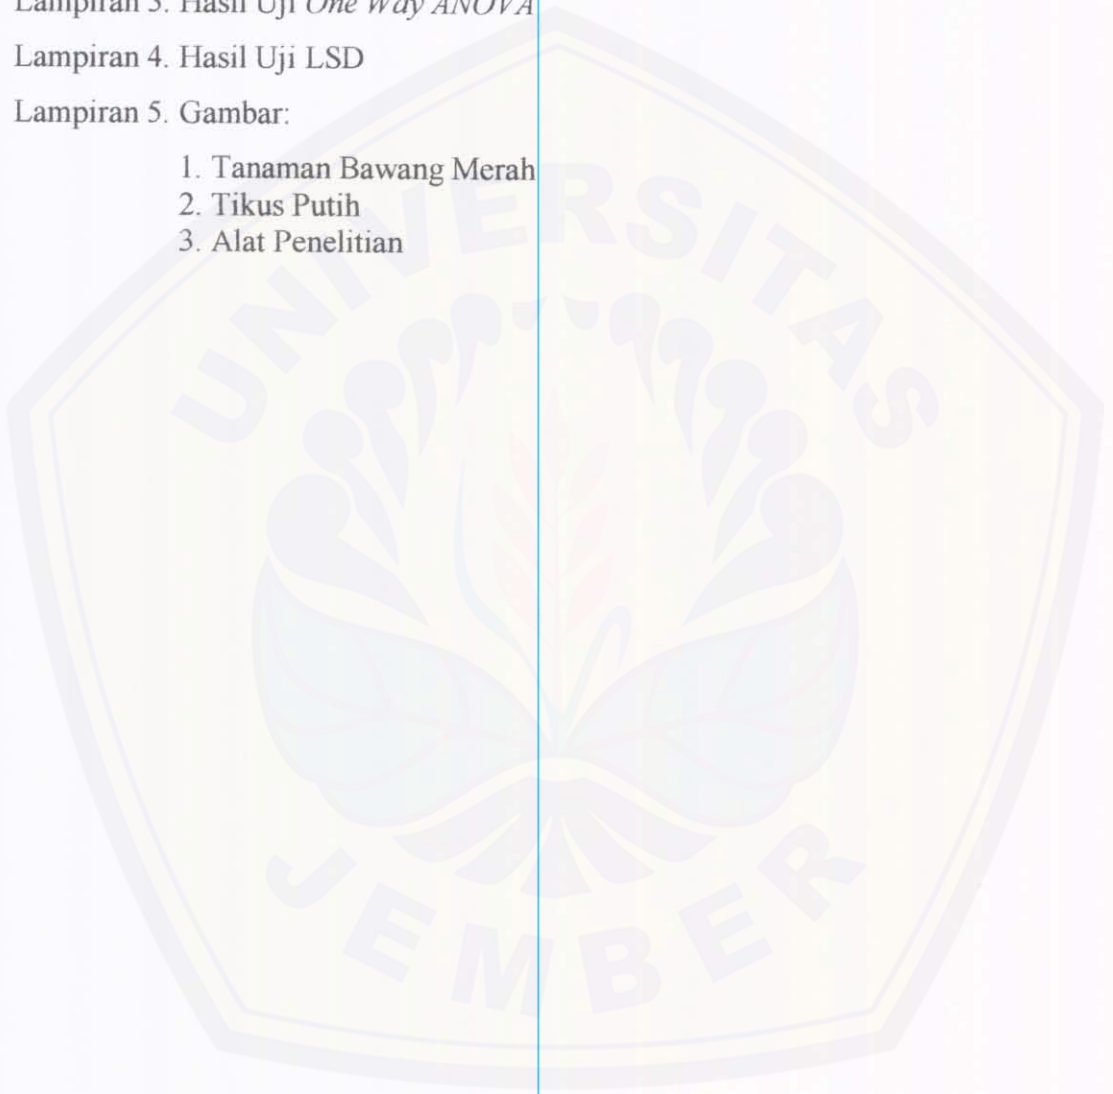 Lampiran 3. Hasil Uji One Way ANOVA
Lampiran 4. Hasil Uji LSD
Lampiran 5. Gambar:
1. Tanaman Bawang Merah
2. Tikus Putih
3. Alat Penelitian
UNIVERSITAS
JEMBER